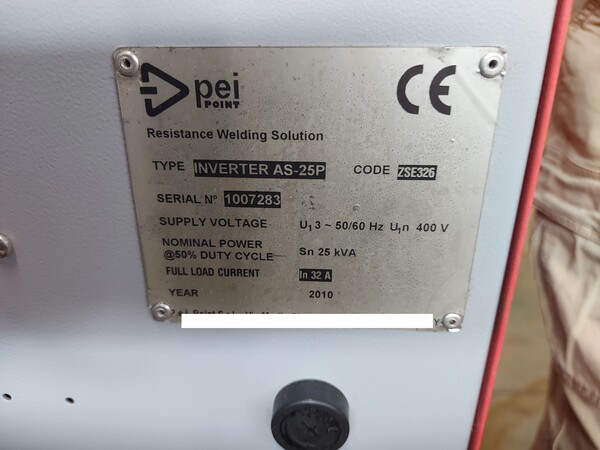 pei
POINT
CE
Resistance Welding Solution
TYPE INVERTER AS-25P CODE ZSE326
SERIAL N° 1007283
SUPPLY VOLTAGE U₁ 3 ~ 50/60 Hz U₁n 400 V
NOMINAL POWER
@50% DUTY CYCLE Sn 25 kVA
FULL LOAD CURRENT In 32 A
YEAR 2010